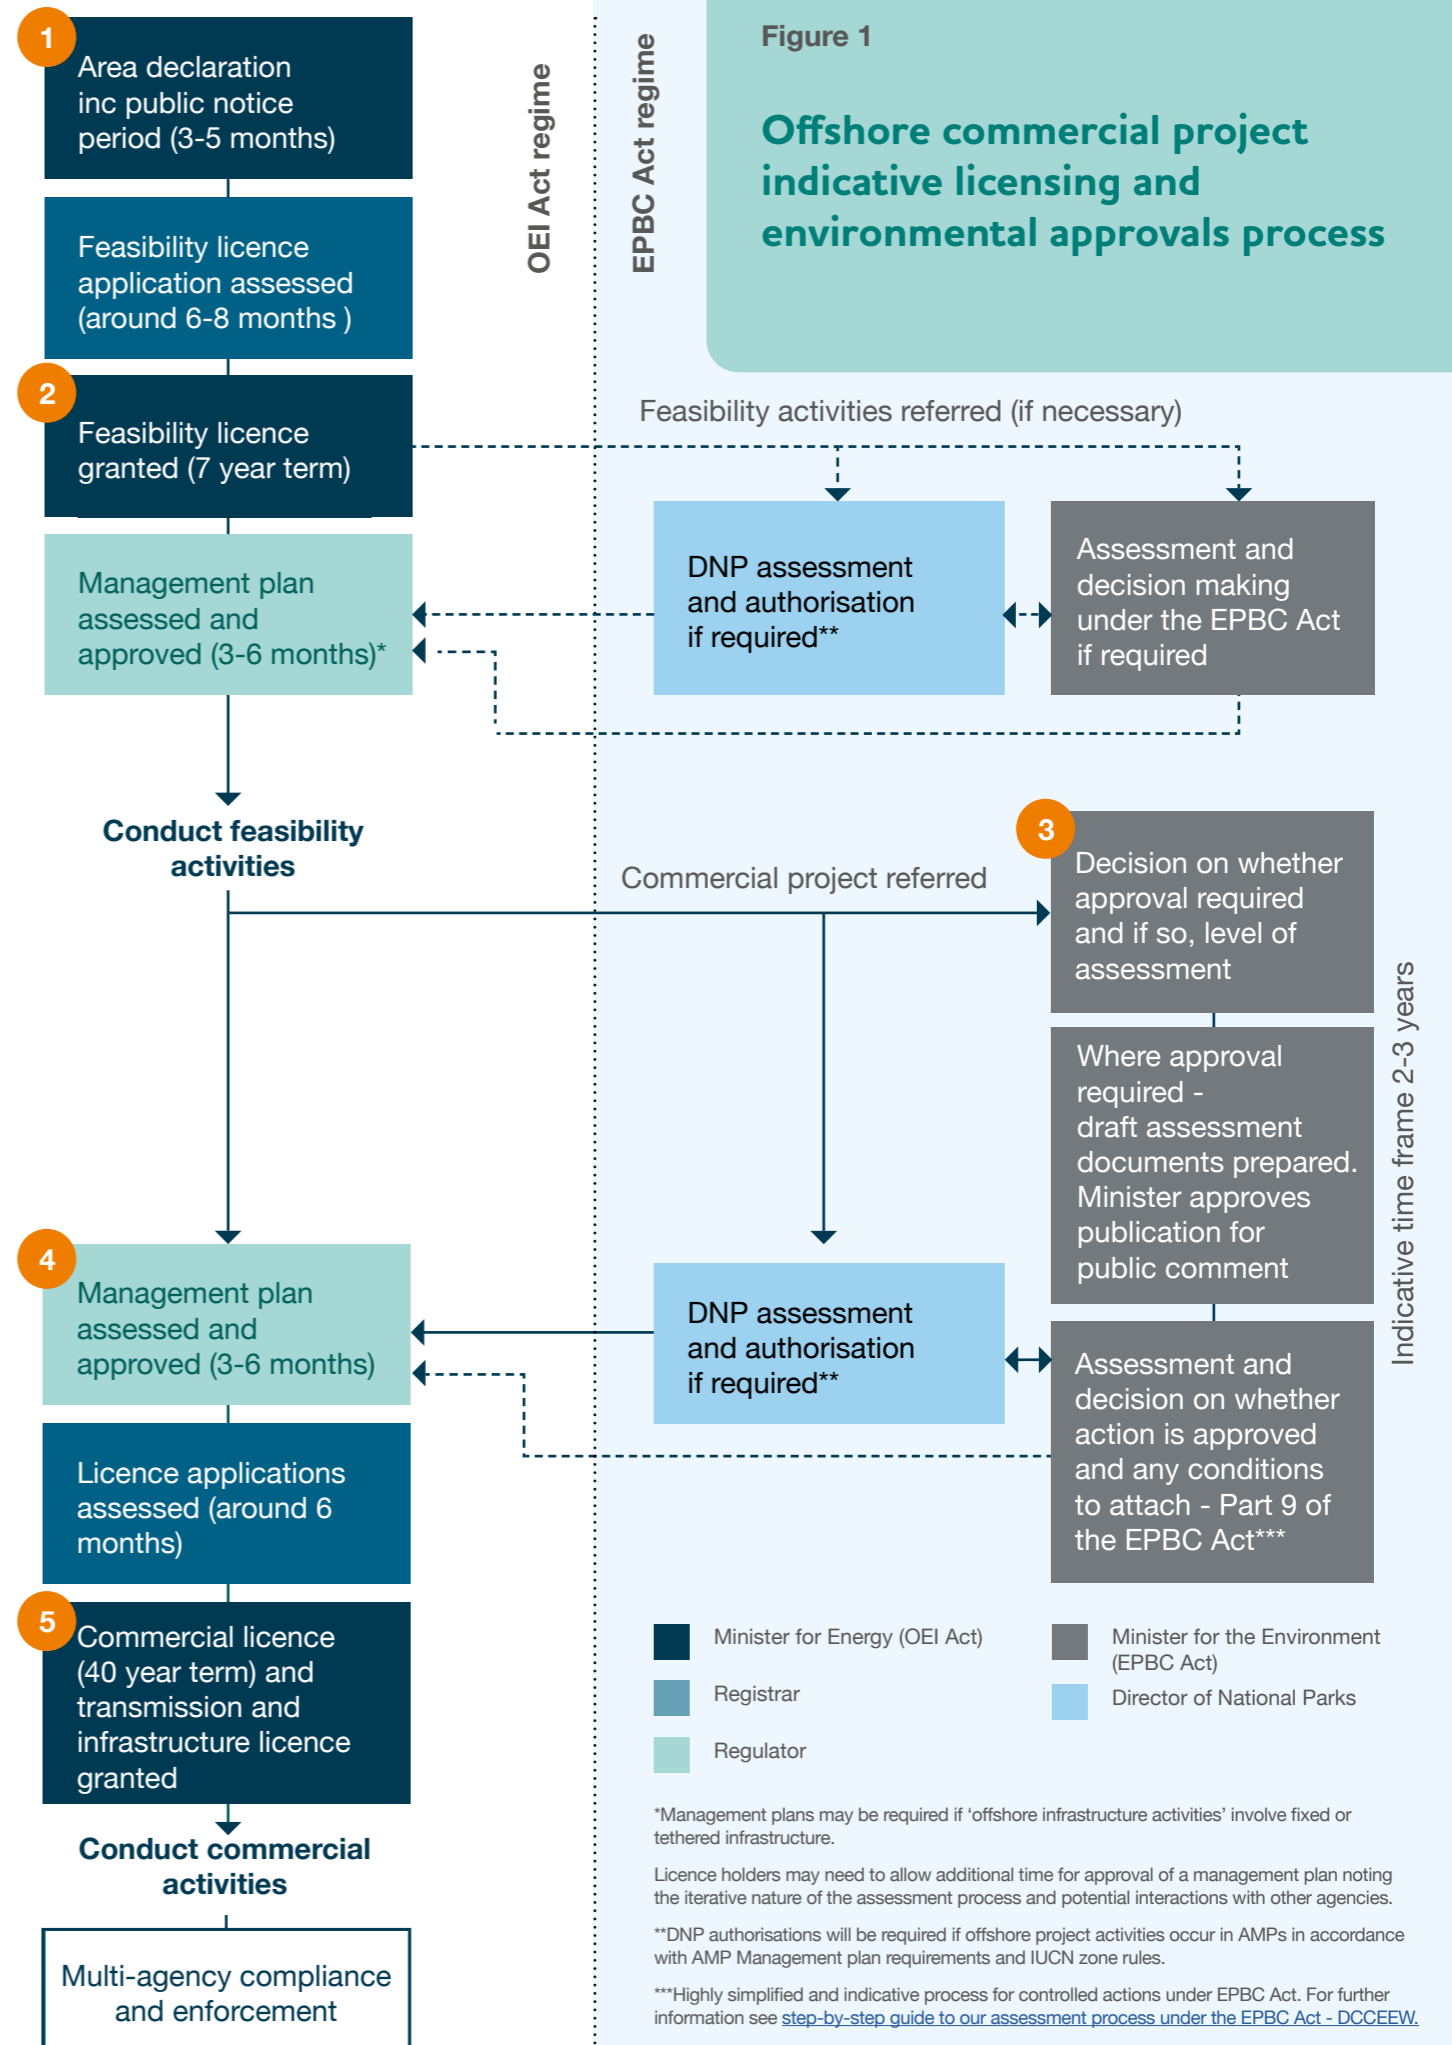 Figure 1
Offshore commercial project
indicative licensing and
environmental approvals process
OEI Act regime
EPBC Act regime
1
Area declaration
inc public notice
period (3-5 months)
Feasibility licence
application assessed
(around 6-8 months )
2
Feasibility licence
granted (7 year term)
Feasibility activities referred (if necessary)
Management plan
assessed and
approved (3-6 months)*
DNP assessment
and authorisation
if required**
Assessment and
decision making
under the EPBC Act
if required
Conduct feasibility
activities
Commercial project referred
3
Decision on whether
approval required
and if so, level of
assessment
Where approval
required -
draft assessment
documents prepared.
Minister approves
publication for
public comment
Indicative time frame 2-3 years
4
Management plan
assessed and
approved (3-6 months)
DNP assessment
and authorisation
if required**
Assessment and
decision on whether
action is approved
and any conditions
to attach - Part 9 of
the EPBC Act***
Licence applications
assessed (around 6
months)
5
Commercial licence
(40 year term) and
transmission and
infrastructure licence
granted
Conduct commercial
activities
Multi-agency compliance
and enforcement
Minister for Energy (OEI Act)
Registrar
Regulator
Minister for the Environment
(EPBC Act)
Director of National Parks
*Management plans may be required if ‘offshore infrastructure activities’ involve fixed or
tethered infrastructure.
Licence holders may need to allow additional time for approval of a management plan noting
the iterative nature of the assessment process and potential interactions with other agencies.
**DNP authorisations will be required if offshore project activities occur in AMPs in accordance
with AMP Management plan requirements and IUCN zone rules.
***Highly simplified and indicative process for controlled actions under EPBC Act. For further
information see step-by-step guide to our assessment process under the EPBC Act - DCCEEW.